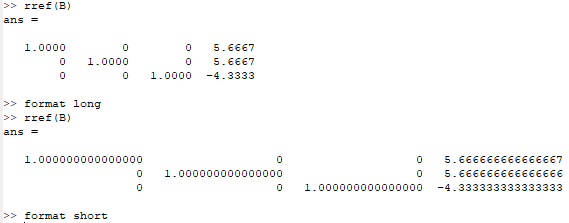 >> rref(B)
ans =
1.0000 0 0 5.6667
0 1.0000 0 5.6667
0 0 1.0000 -4.3333
>> format long
>> rref(B)
ans =
1.000000000000000 0 0 5.666666666666667
0 1.000000000000000 0 5.666666666666666
0 0 1.000000000000000 -4.333333333333333
>> format short